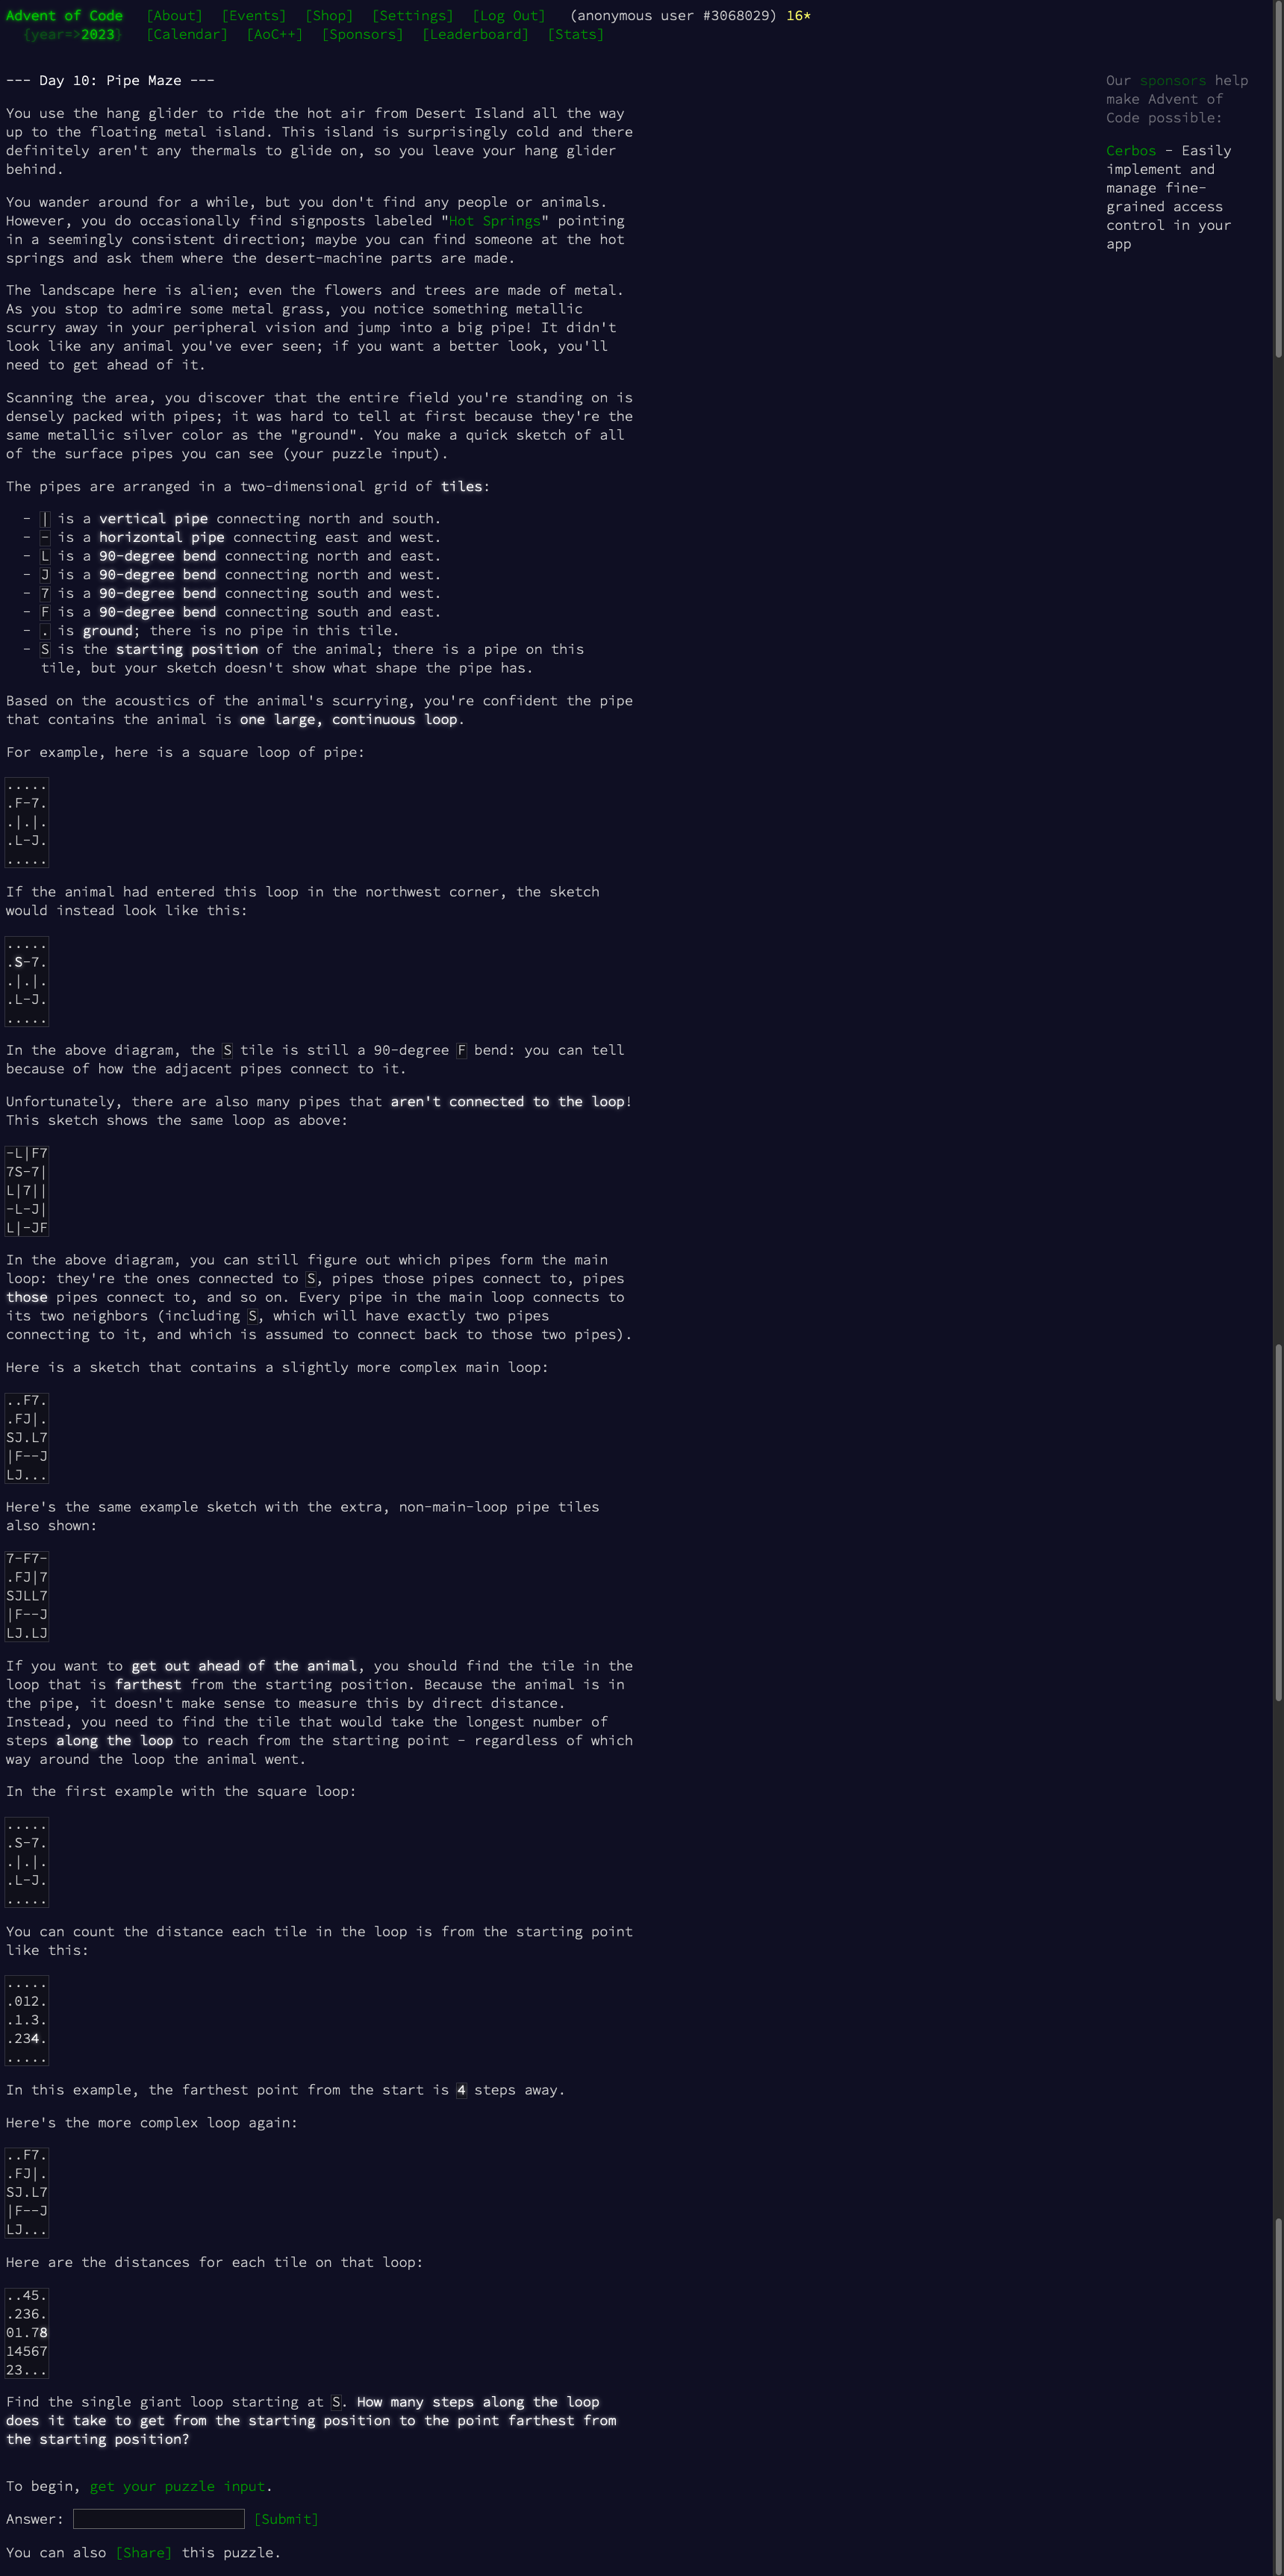 Advent of Code [About] [Events] [Shop] [Settings] [Log Out] (anonymous user #3068029) 16*
{year=>2023} [Calendar] [AoC++] [Sponsors] [Leaderboard] [Stats]
--- Day 10: Pipe Maze ---
You use the hang glider to ride the hot air from Desert Island all the way
up to the floating metal island. This island is surprisingly cold and there
definitely aren't any thermals to glide on, so you leave your hang glider
behind.
You wander around for a while, but you don't find any people or animals.
However, you do occasionally find signposts labeled "Hot Springs" pointing
in a seemingly consistent direction; maybe you can find someone at the hot
springs and ask them where the desert-machine parts are made.
The landscape here is alien; even the flowers and trees are made of metal.
As you stop to admire some metal grass, you notice something metallic
scurry away in your peripheral vision and jump into a big pipe! It didn't
look like any animal you've ever seen; if you want a better look, you'll
need to get ahead of it.
Scanning the area, you discover that the entire field you're standing on is
densely packed with pipes; it was hard to tell at first because they're the
same metallic silver color as the "ground". You make a quick sketch of all
of the surface pipes you can see (your puzzle input).
The pipes are arranged in a two-dimensional grid of tiles:
- | is a vertical pipe connecting north and south.
- - is a horizontal pipe connecting east and west.
- L is a 90-degree bend connecting north and east.
- J is a 90-degree bend connecting north and west.
- 7 is a 90-degree bend connecting south and west.
- F is a 90-degree bend connecting south and east.
- . is ground; there is no pipe in this tile.
- S is the starting position of the animal; there is a pipe on this
tile, but your sketch doesn't show what shape the pipe has.
Based on the acoustics of the animal's scurrying, you're confident the pipe
that contains the animal is one large, continuous loop.
For example, here is a square loop of pipe:
.....
.F-7.
.|.|.
.L-J.
.....
If the animal had entered this loop in the northwest corner, the sketch
would instead look like this:
.....
.S-7.
.|.|.
.L-J.
.....
In the above diagram, the S tile is still a 90-degree F bend: you can tell
because of how the adjacent pipes connect to it.
Unfortunately, there are also many pipes that aren't connected to the loop!
This sketch shows the same loop as above:
-L|F7
7S-7|
L|7||
-L-J|
L|-JF
In the above diagram, you can still figure out which pipes form the main
loop: they're the ones connected to S, pipes those pipes connect to, pipes
those pipes connect to, and so on. Every pipe in the main loop connects to
its two neighbors (including S, which will have exactly two pipes
connecting to it, and which is assumed to connect back to those two pipes).
Here is a sketch that contains a slightly more complex main loop:
..F7.
.FJ|.
SJ.L7
|F--J
LJ...
Here's the same example sketch with the extra, non-main-loop pipe tiles
also shown:
7-F7-
.FJ|7
SJLL7
|F--J
LJ.LJ
If you want to get out ahead of the animal, you should find the tile in the
loop that is farthest from the starting position. Because the animal is in
the pipe, it doesn't make sense to measure this by direct distance.
Instead, you need to find the tile that would take the longest number of
steps along the loop to reach from the starting point - regardless of which
way around the loop the animal went.
In the first example with the square loop:
.....
.S-7.
.|.|.
.L-J.
.....
You can count the distance each tile in the loop is from the starting point
like this:
.....
.012.
.1.3.
.234.
.....
In this example, the farthest point from the start is 4 steps away.
Here's the more complex loop again:
..F7.
.FJ|.
SJ.L7
|F--J
LJ...
Here are the distances for each tile on that loop:
..45.
.236.
01.78
14567
23...
Find the single giant loop starting at S. How many steps along the loop
does it take to get from the starting position to the point farthest from
the starting position?
To begin, get your puzzle input.
Answer: [Submit]
You can also [Share] this puzzle.
Our sponsors help
make Advent of
Code possible:
Cerbos - Easily
implement and
manage fine-
grained access
control in your
app